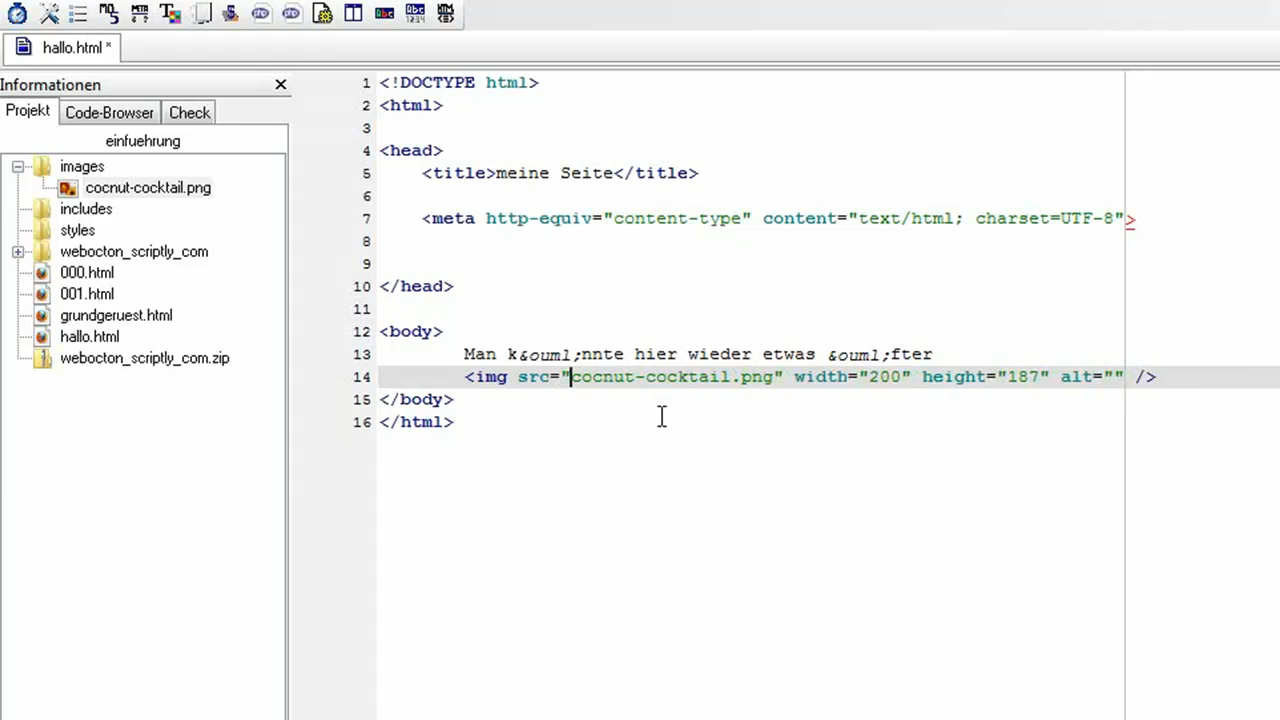 hallo.html *
Informationen
Projekt Code-Browser Check
einfuehrung
images
cocnut-cocktail.png
includes
styles
webocton_scriptly_com
000.html
001.html
grundgeruest.html
hallo.html
webocton_scriptly_com.zip
1 <!DOCTYPE html>
2 <html>
3
4 <head>
5 <title>meine Seite</title>
6
7 <meta http-equiv="content-type" content="text/html; charset=UTF-8">
8
9
10 </head>
11
12 <body>
13 Man k&ouml;nnte hier wieder etwas &ouml;fter
14 <img src="cocnut-cocktail.png" width="200" height="187" alt="" />
15 </body>
16 </html>